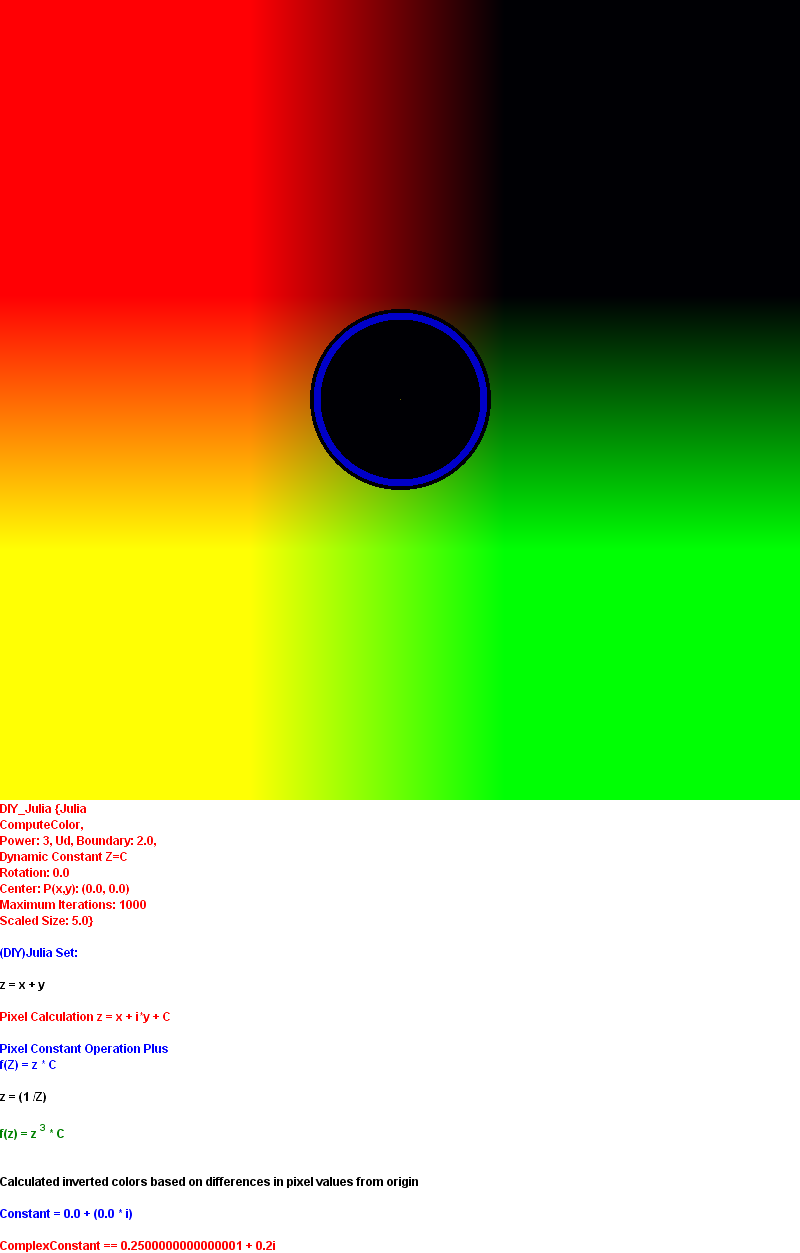 DIY_Julia {Julia
ComputeColor,
Power: 3, Ud, Boundary: 2.0,
Dynamic Constant Z=C
Rotation: 0.0
Center: P(x,y): (0.0, 0.0)
Maximum Iterations: 1000
Scaled Size: 5.0}
(DIY)Julia Set:
z = x + y
Pixel Calculation z = x + i*y + C
Pixel Constant Operation Plus
f(Z) = z * C
z = (1 /Z)
f(z) = z ³ * C
Calculated inverted colors based on differences in pixel values from origin
Constant = 0.0 + (0.0 * i)
ComplexConstant == 0.2500000000000001 + 0.2i